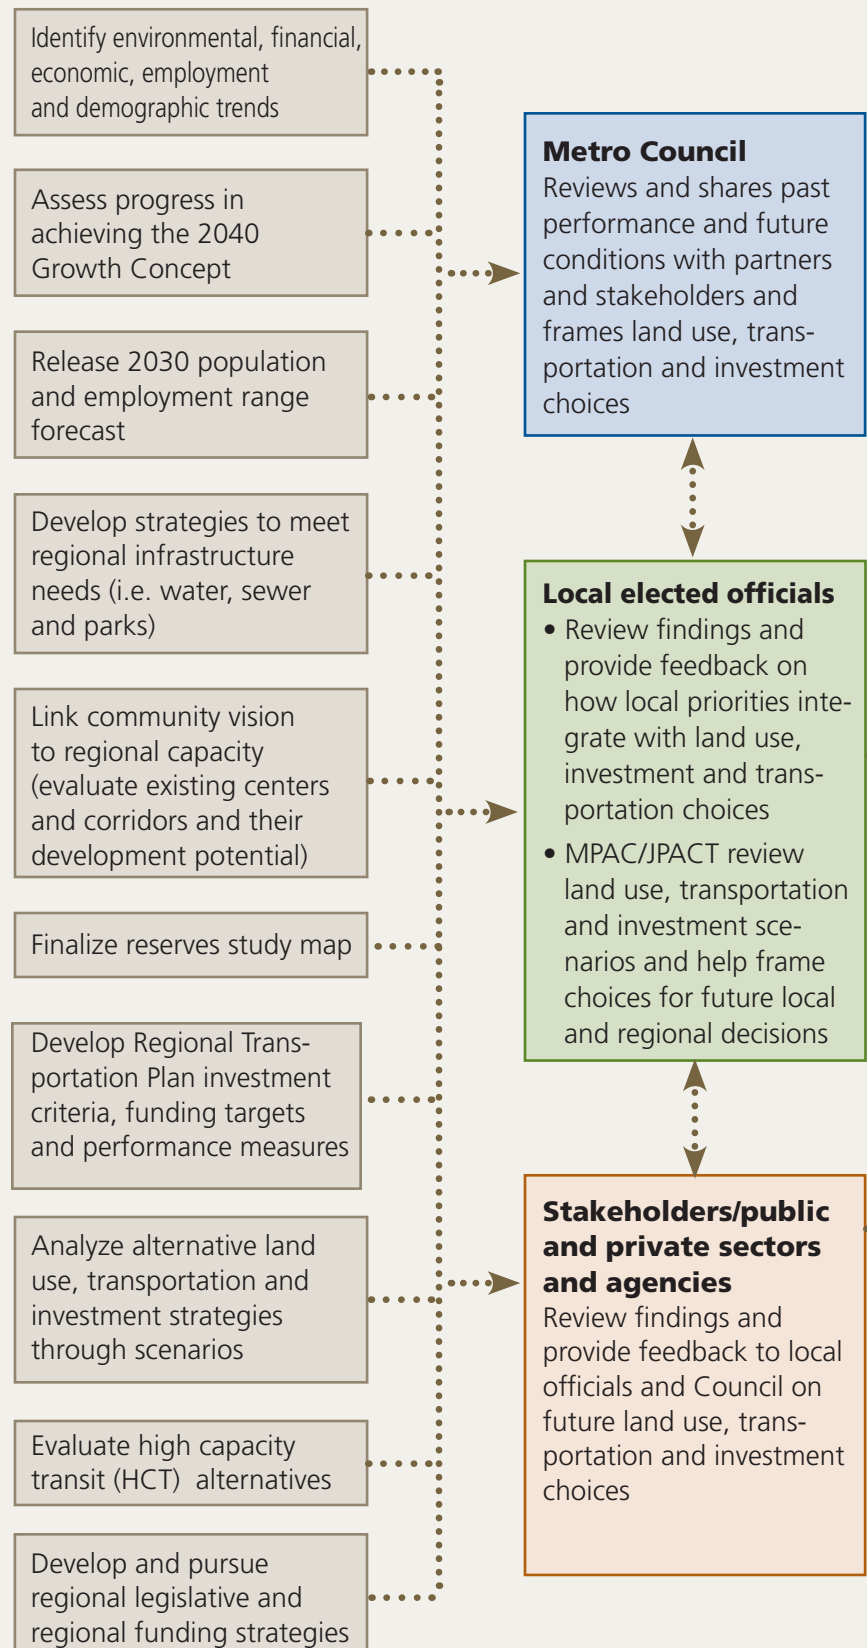 Identify environmental, financial,
economic, employment
and demographic trends
Assess progress in
achieving the 2040
Growth Concept
Release 2030 population
and employment range
forecast
Develop strategies to meet
regional infrastructure
needs (i.e. water, sewer
and parks)
Link community vision
to regional capacity
(evaluate existing centers
and corridors and their
development potential)
Finalize reserves study map
Develop Regional Trans-
portation Plan investment
criteria, funding targets
and performance measures
Analyze alternative land
use, transportation and
investment strategies
through scenarios
Evaluate high capacity
transit (HCT) alternatives
Develop and pursue
regional legislative and
regional funding strategies
Metro Council
Reviews and shares past
performance and future
conditions with partners
and stakeholders and
frames land use, trans-
portation and investment
choices
Local elected officials
• Review findings and
provide feedback on
how local priorities inte-
grate with land use,
investment and trans-
portation choices
• MPAC/JPACT review
land use, transportation
and investment sce-
narios and help frame
choices for future local
and regional decisions
Stakeholders/public
and private sectors
and agencies
Review findings and
provide feedback to local
officials and Council on
future land use, trans-
portation and investment
choices